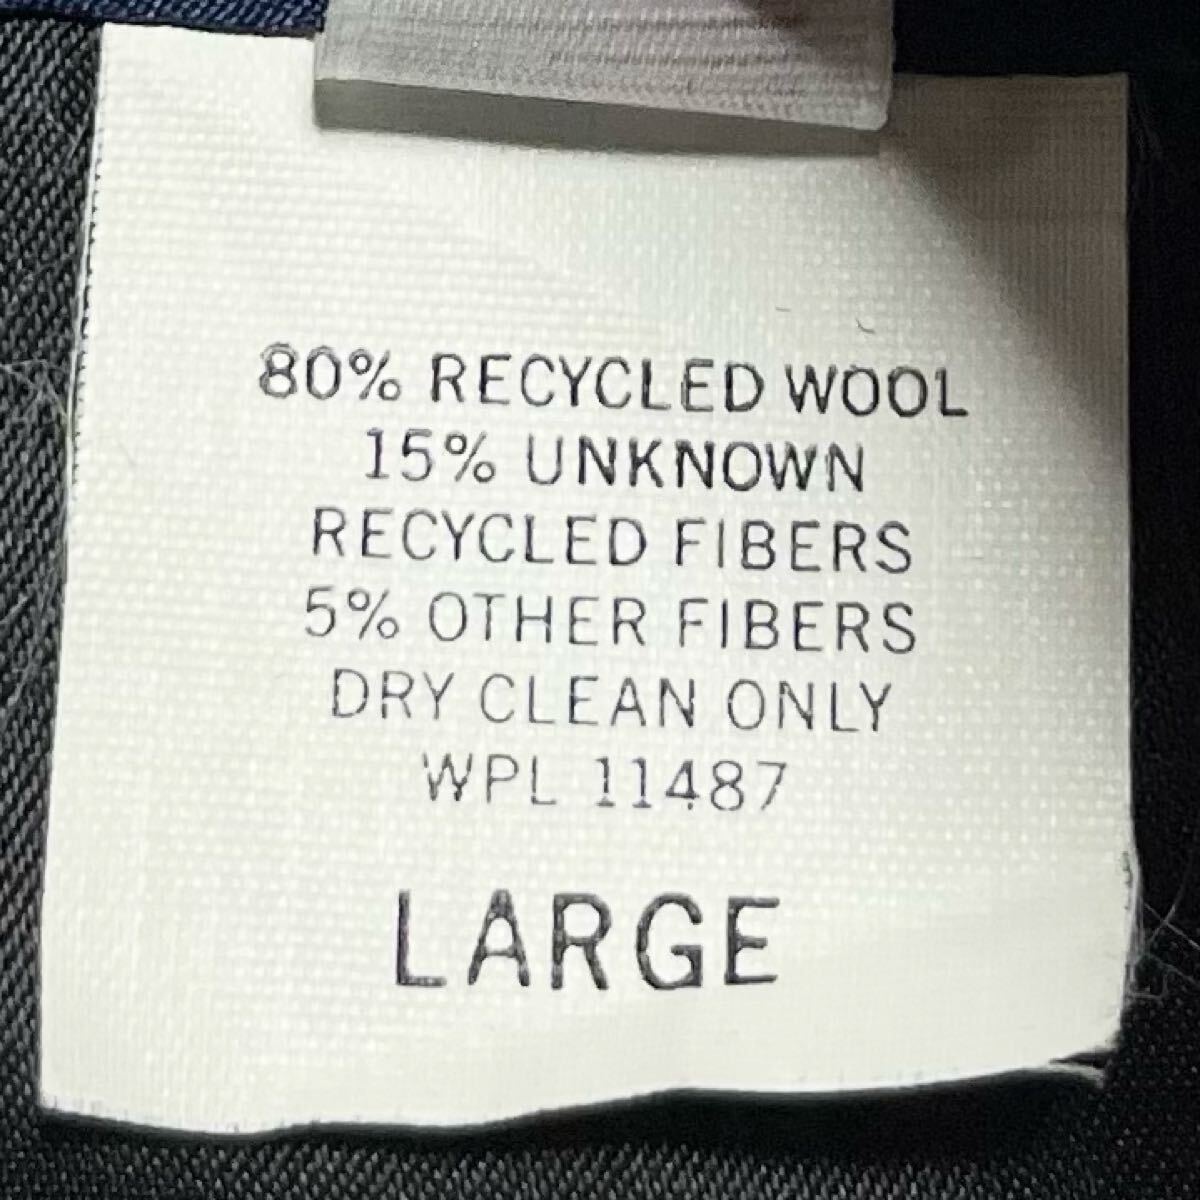 80% RECYCLED WOOL
15% UNKNOWN
RECYCLED FIBERS
5% OTHER FIBERS
DRY CLEAN ONLY
WPL 11487
LARGE